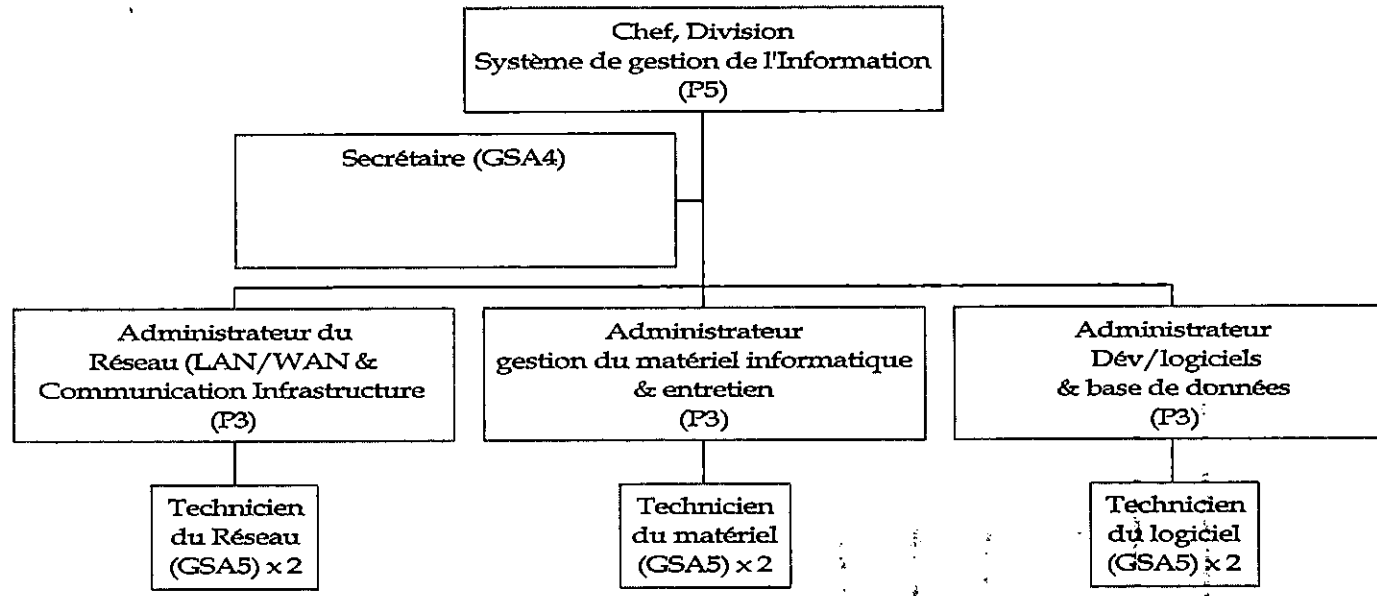 Chef, Division
Système de gestion de l'Information
(P5)
Secrétaire (GSA4)
Administrateur du
Réseau (LAN/WAN &
Communication Infrastructure
(P3)
Administrateur
gestion du matériel informatique
& entretien
(P3)
Administrateur
Dév/logiciels
& base de données
(P3)
Technicien
du Réseau
(GSA5) x 2
Technicien
du matériel
(GSA5) x 2
Technicien
du logiciel
(GSA5) x 2